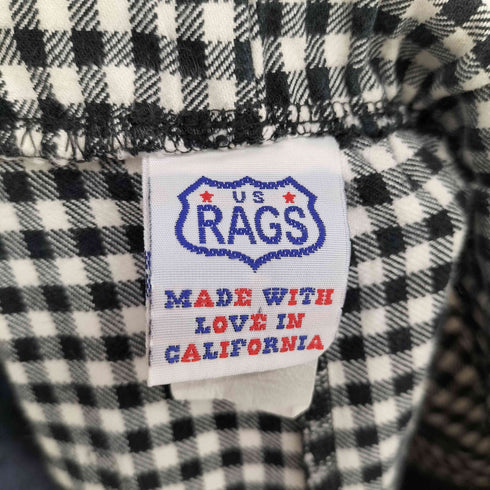 US
RAGS
MADE WITH
LOVE IN
CALIFORNIA